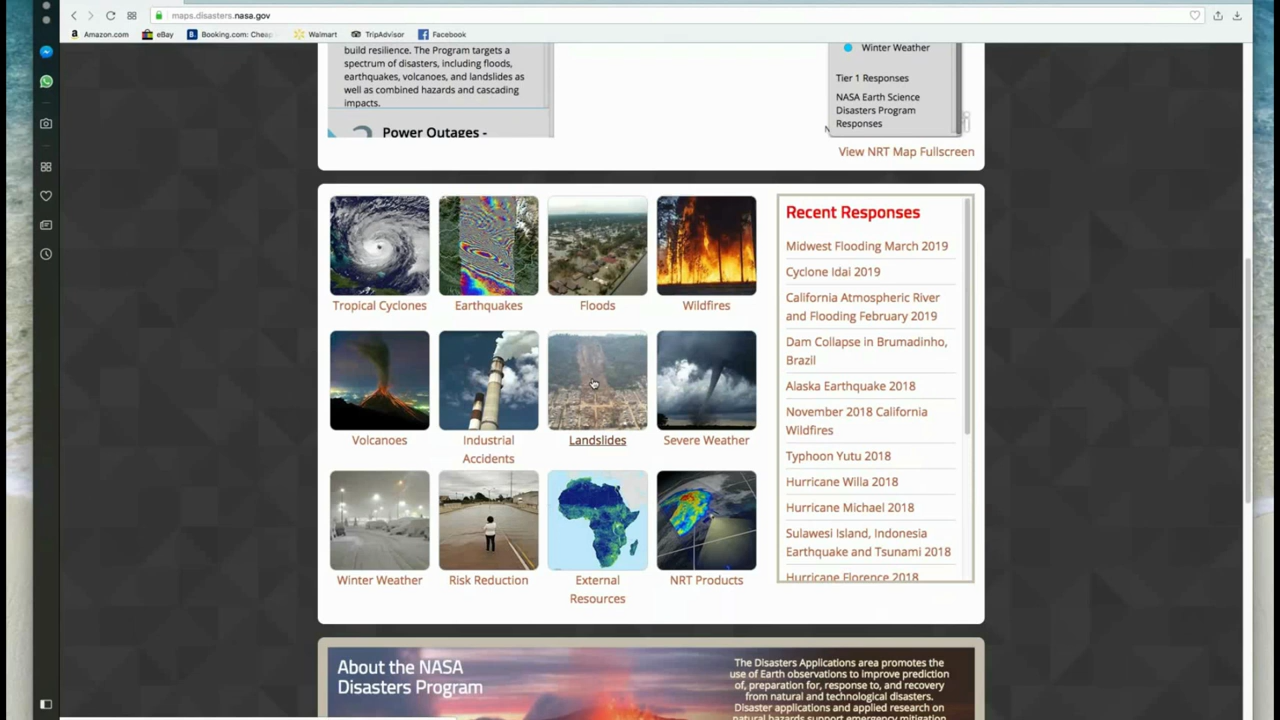 maps.disasters.nasa.gov
Amazon.com eBay Booking.com: Cheap Walmart TripAdvisor Facebook
build resilience. The Program targets a
spectrum of disasters, including floods,
earthquakes, volcanoes, and landslides as
well as combined hazards and cascading
impacts.
Power Outages -
Winter Weather
Tier 1 Responses
NASA Earth Science
Disasters Program
Responses
View NRT Map Fullscreen
Tropical Cyclones
Earthquakes
Floods
Wildfires
Volcanoes
Industrial
Accidents
Landslides
Severe Weather
Winter Weather
Risk Reduction
External
Resources
NRT Products
Recent Responses
Midwest Flooding March 2019
Cyclone Idai 2019
California Atmospheric River
and Flooding February 2019
Dam Collapse in Brumadinho,
Brazil
Alaska Earthquake 2018
November 2018 California
Wildfires
Typhoon Yutu 2018
Hurricane Willa 2018
Hurricane Michael 2018
Sulawesi Island, Indonesia
Earthquake and Tsunami 2018
Hurricane Florence 2018
About the NASA
Disasters Program
The Disasters Applications area promotes the
use of Earth observations to improve prediction
of, preparation for, response to, and recovery
from natural and technological disasters.
Disaster applications and applied research on
natural hazards support emergency mitigation